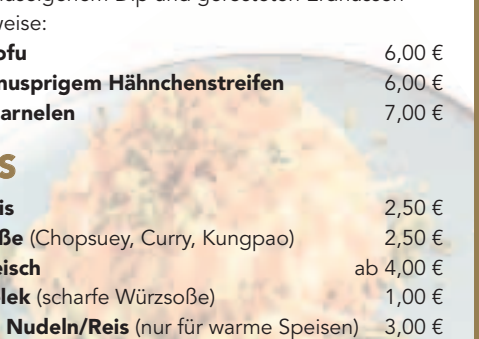 Dip und gerösteten Erdnüssen
weise:
ofu 6,00 €
nusprigem Hähnchenstreifen 6,00 €
arnelen 7,00 €
s
is 2,50 €
ße (Chopsuey, Curry, Kungpao) 2,50 €
eisch ab 4,00 €
lek (scharfe Würzsoße) 1,00 €
Nudeln/Reis (nur für warme Speisen) 3,00 €